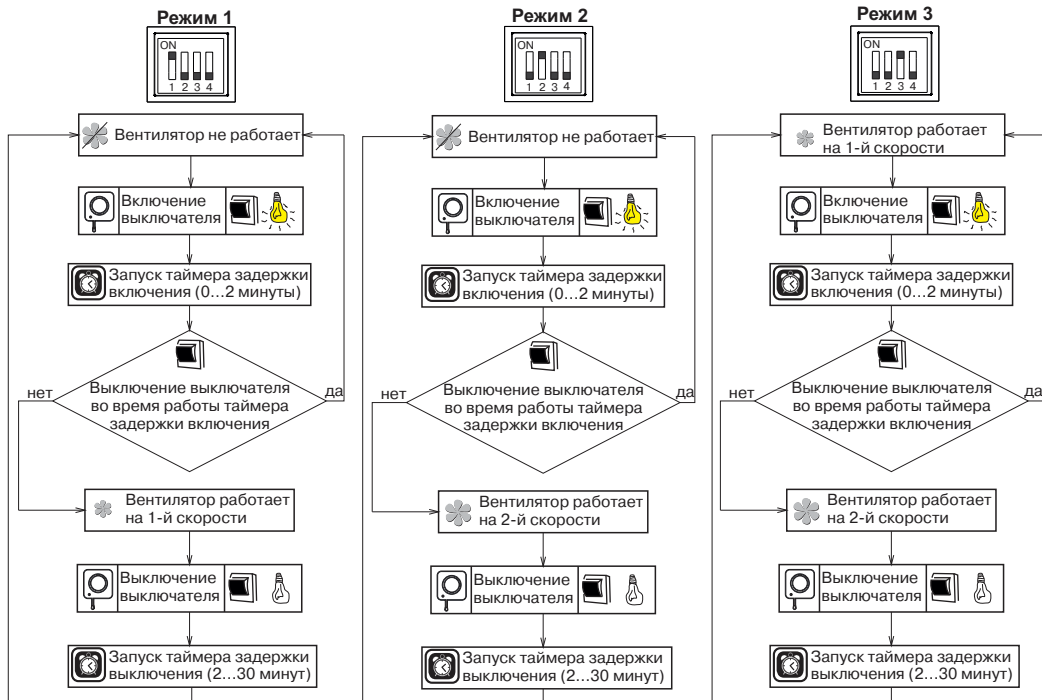 Режим 1
ON
1 2 3 4
Вентилятор не работает
Включение
выключателя
Запуск таймера задержки
включения (0...2 минуты)
нет
да
Выключение выключателя
во время работы таймера
задержки включения
Вентилятор работает
на 1-й скорости
Выключение
выключателя
Запуск таймера задержки
выключения (2...30 минут)
Режим 2
ON
1 2 3 4
Вентилятор не работает
Включение
выключателя
Запуск таймера задержки
включения (0...2 минуты)
нет
да
Выключение выключателя
во время работы таймера
задержки включения
Вентилятор работает
на 2-й скорости
Выключение
выключателя
Запуск таймера задержки
выключения (2...30 минут)
Режим 3
ON
1 2 3 4
Вентилятор работает
на 1-й скорости
Включение
выключателя
Запуск таймера задержки
включения (0...2 минуты)
нет
да
Выключение выключателя
во время работы таймера
задержки включения
Вентилятор работает
на 2-й скорости
Выключение
выключателя
Запуск таймера задержки
выключения (2...30 минут)